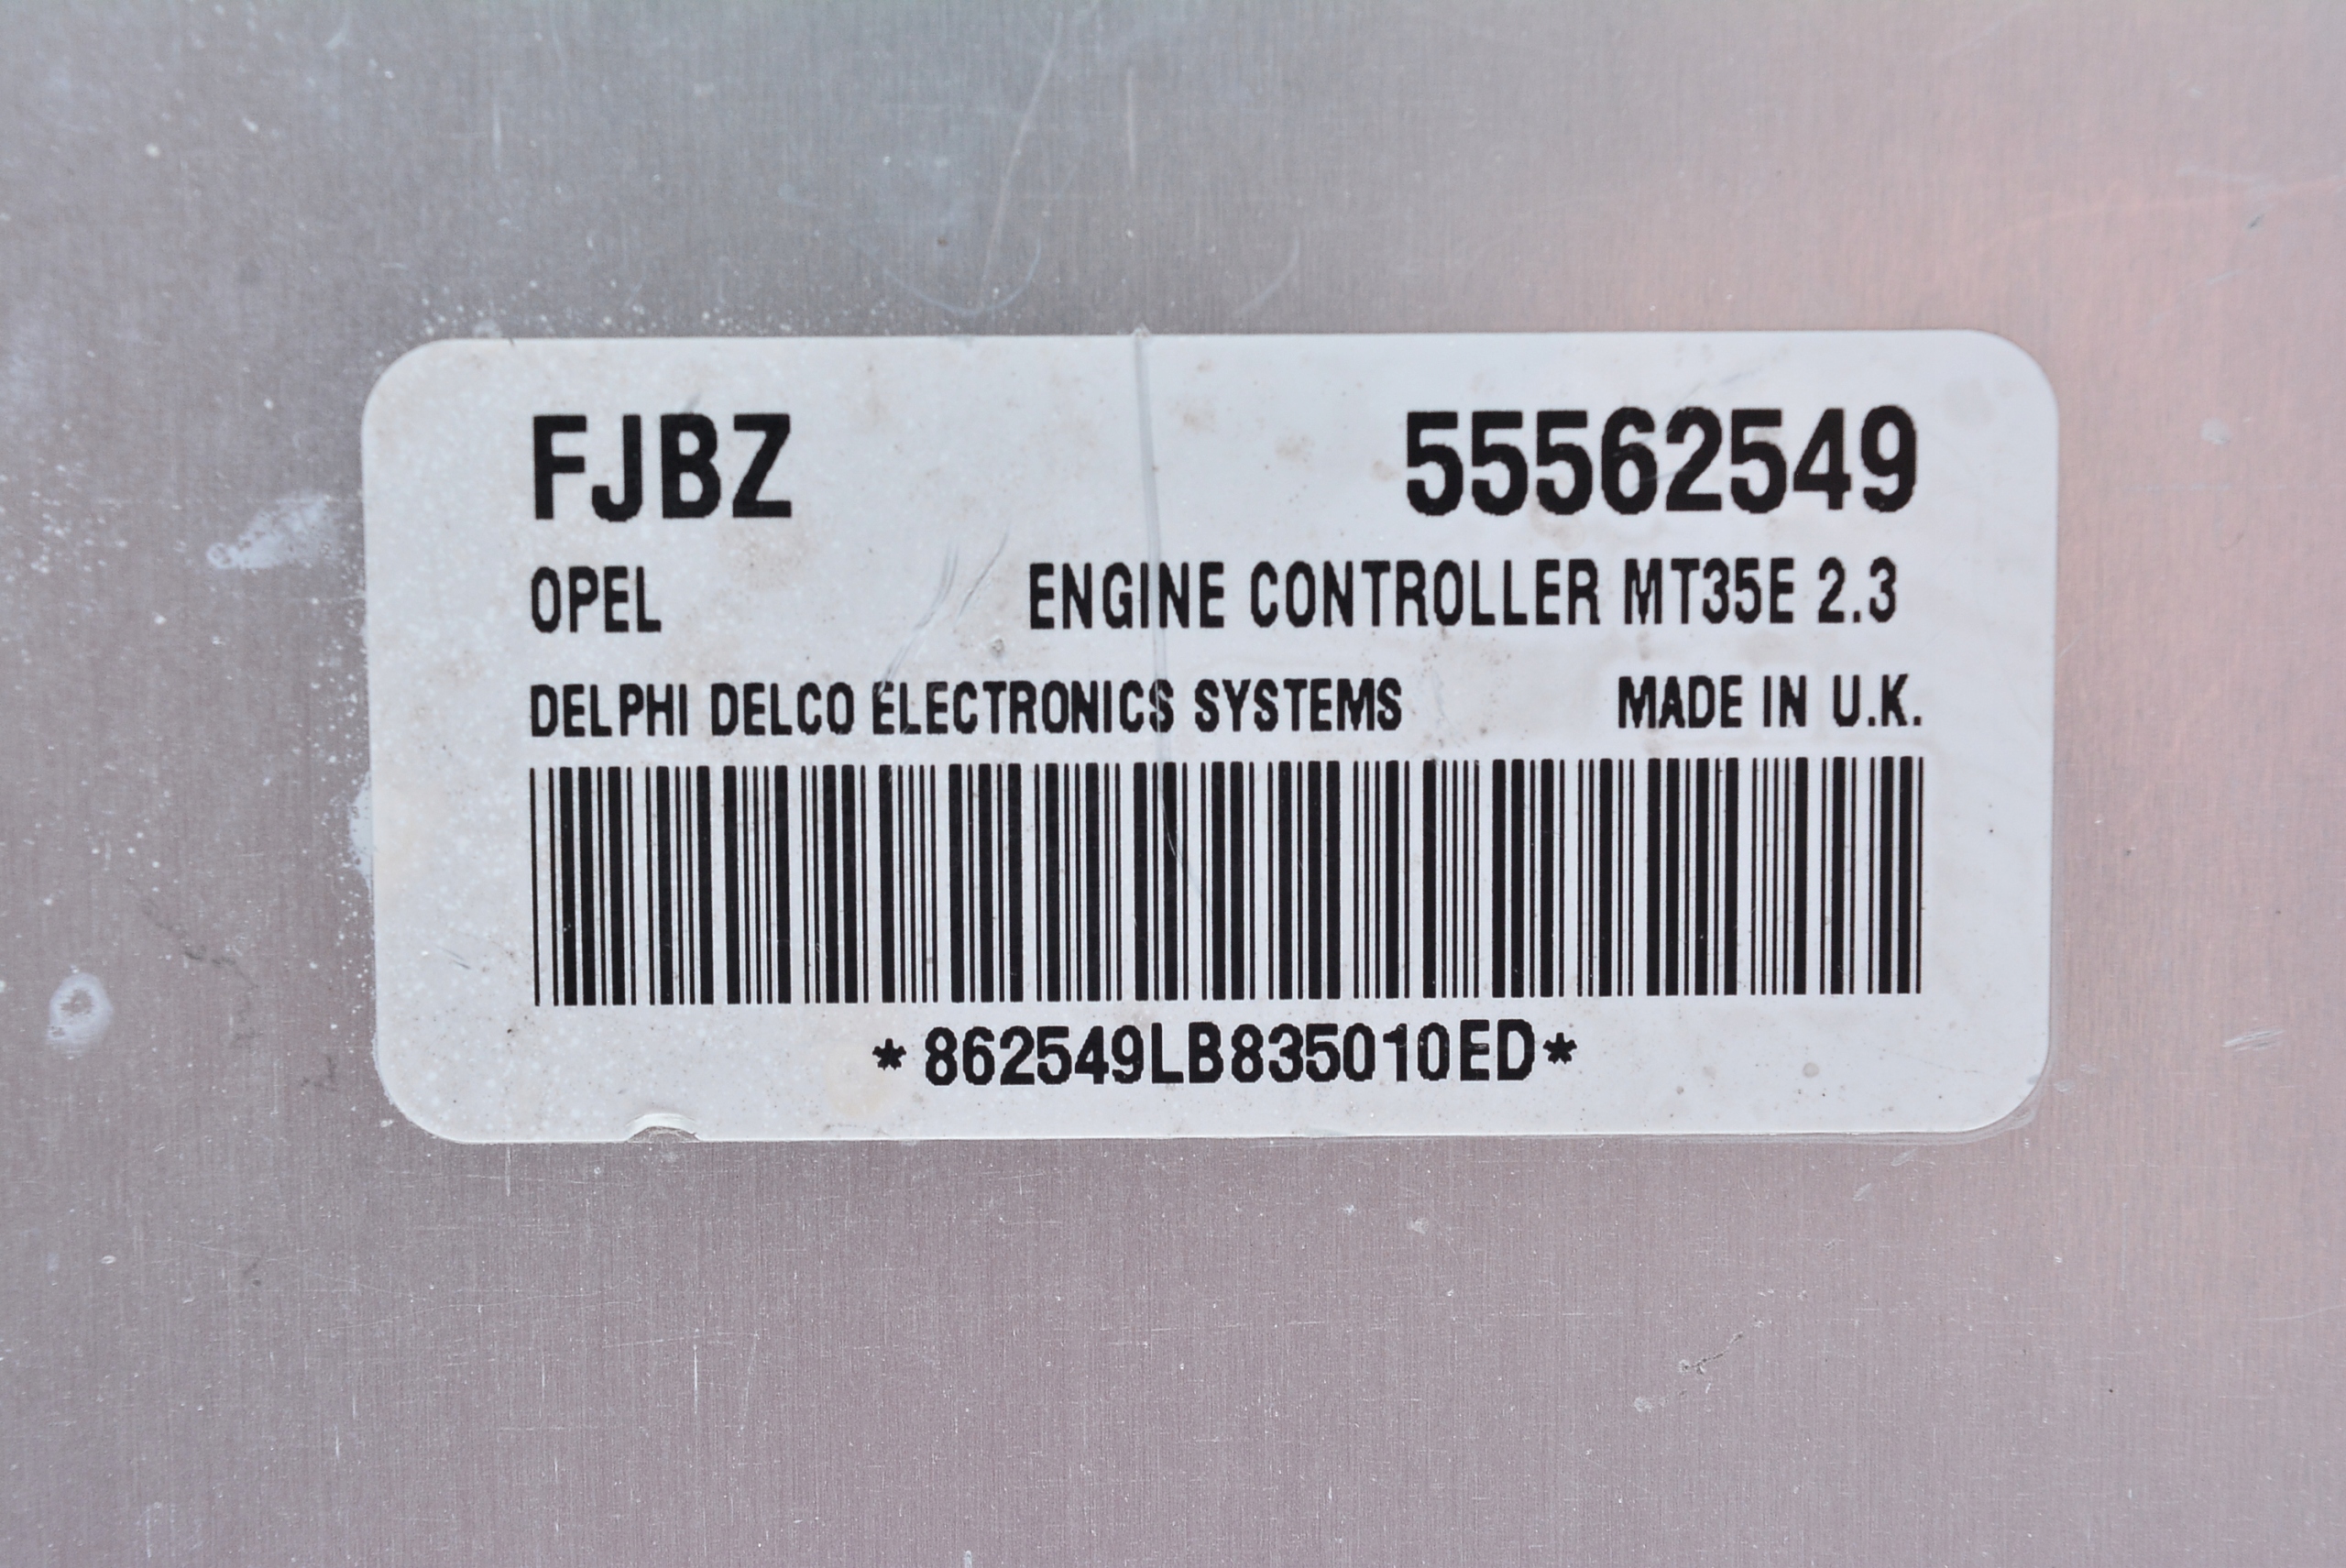 FJBZ 55562549
OPEL ENGINE CONTROLLER MT35E 2.3
DELPHI DELCO ELECTRONICS SYSTEMS MADE IN U.K.
*862549LB835010ED*